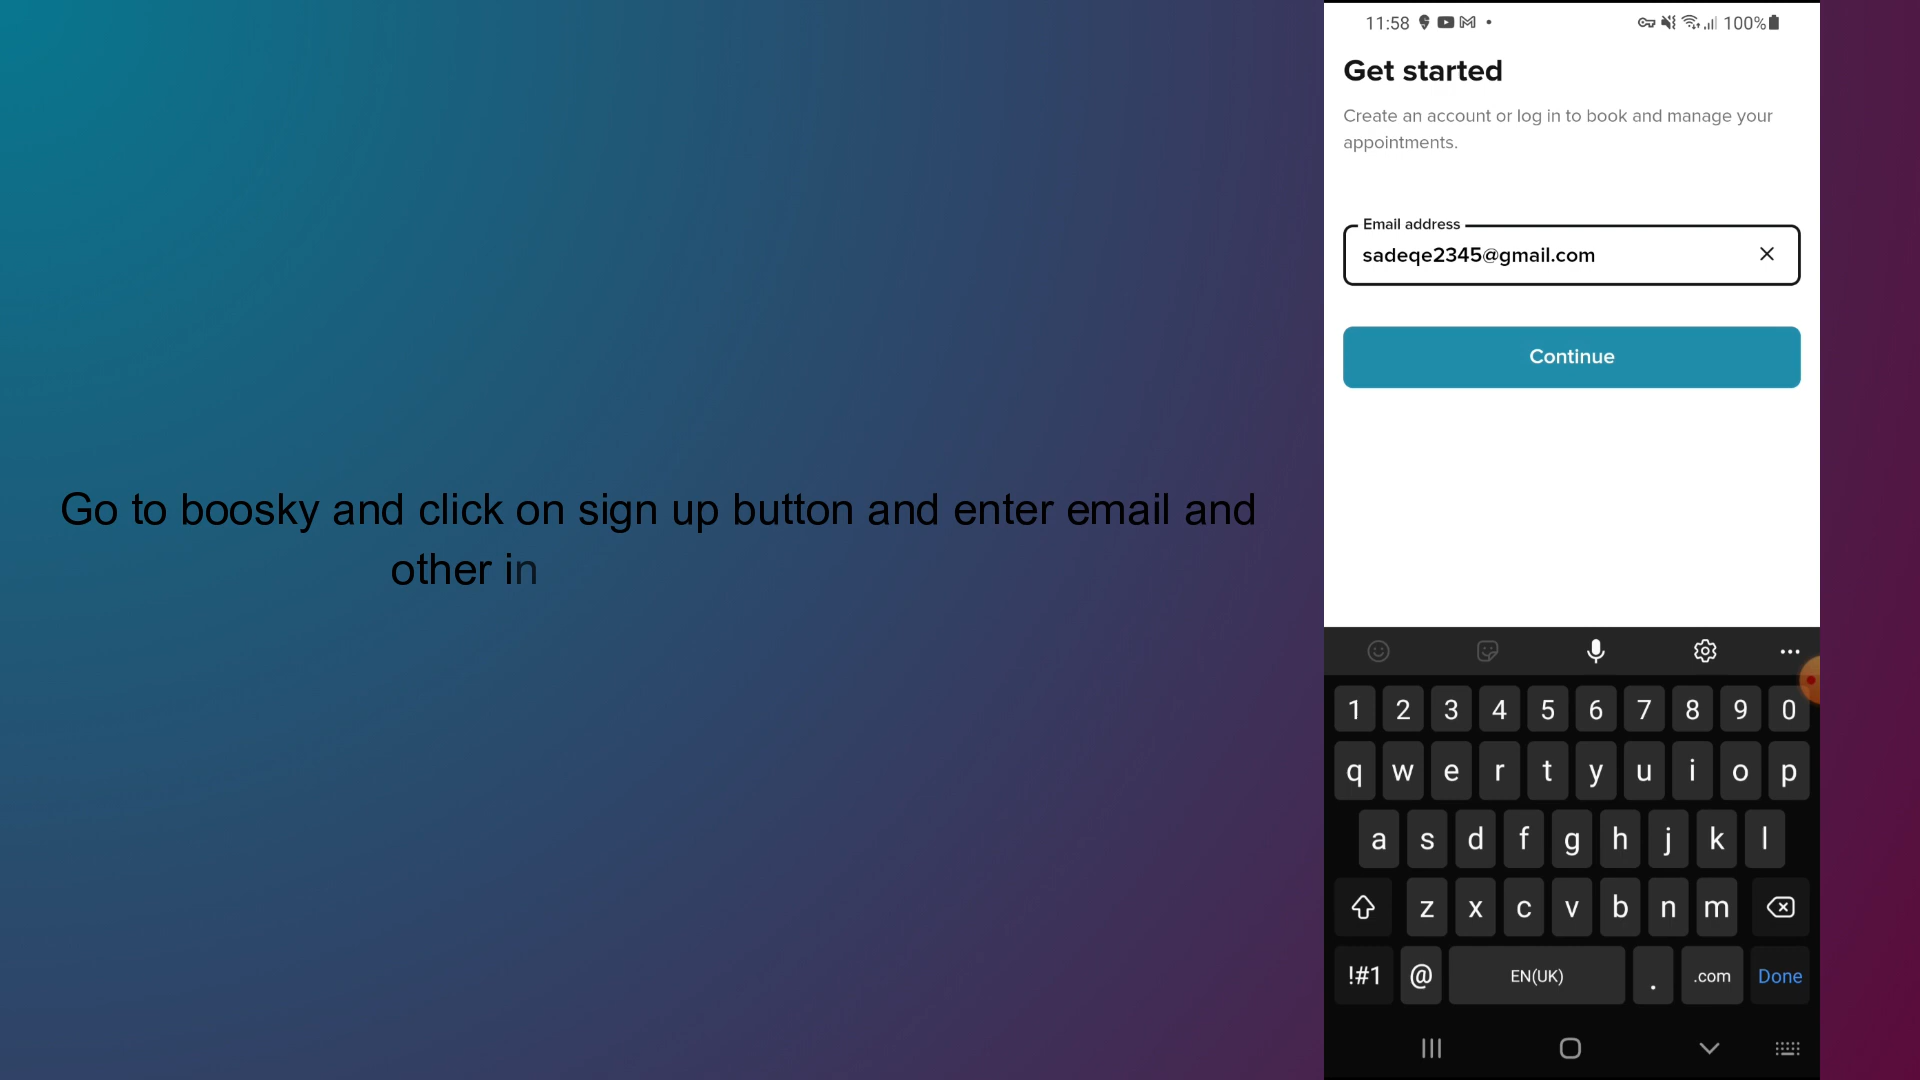 Go to boosky and click on sign up button and enter email and
other in
11:58
100%
Get started
Create an account or log in to book and manage your
appointments.
Email address
sadeqe2345@gmail.com
Continue
1 2 3 4 5 6 7 8 9 0
q w e r t y u i o p
a s d f g h j k l
z x c v b n m
!#1 @ EN(UK) . .com Done